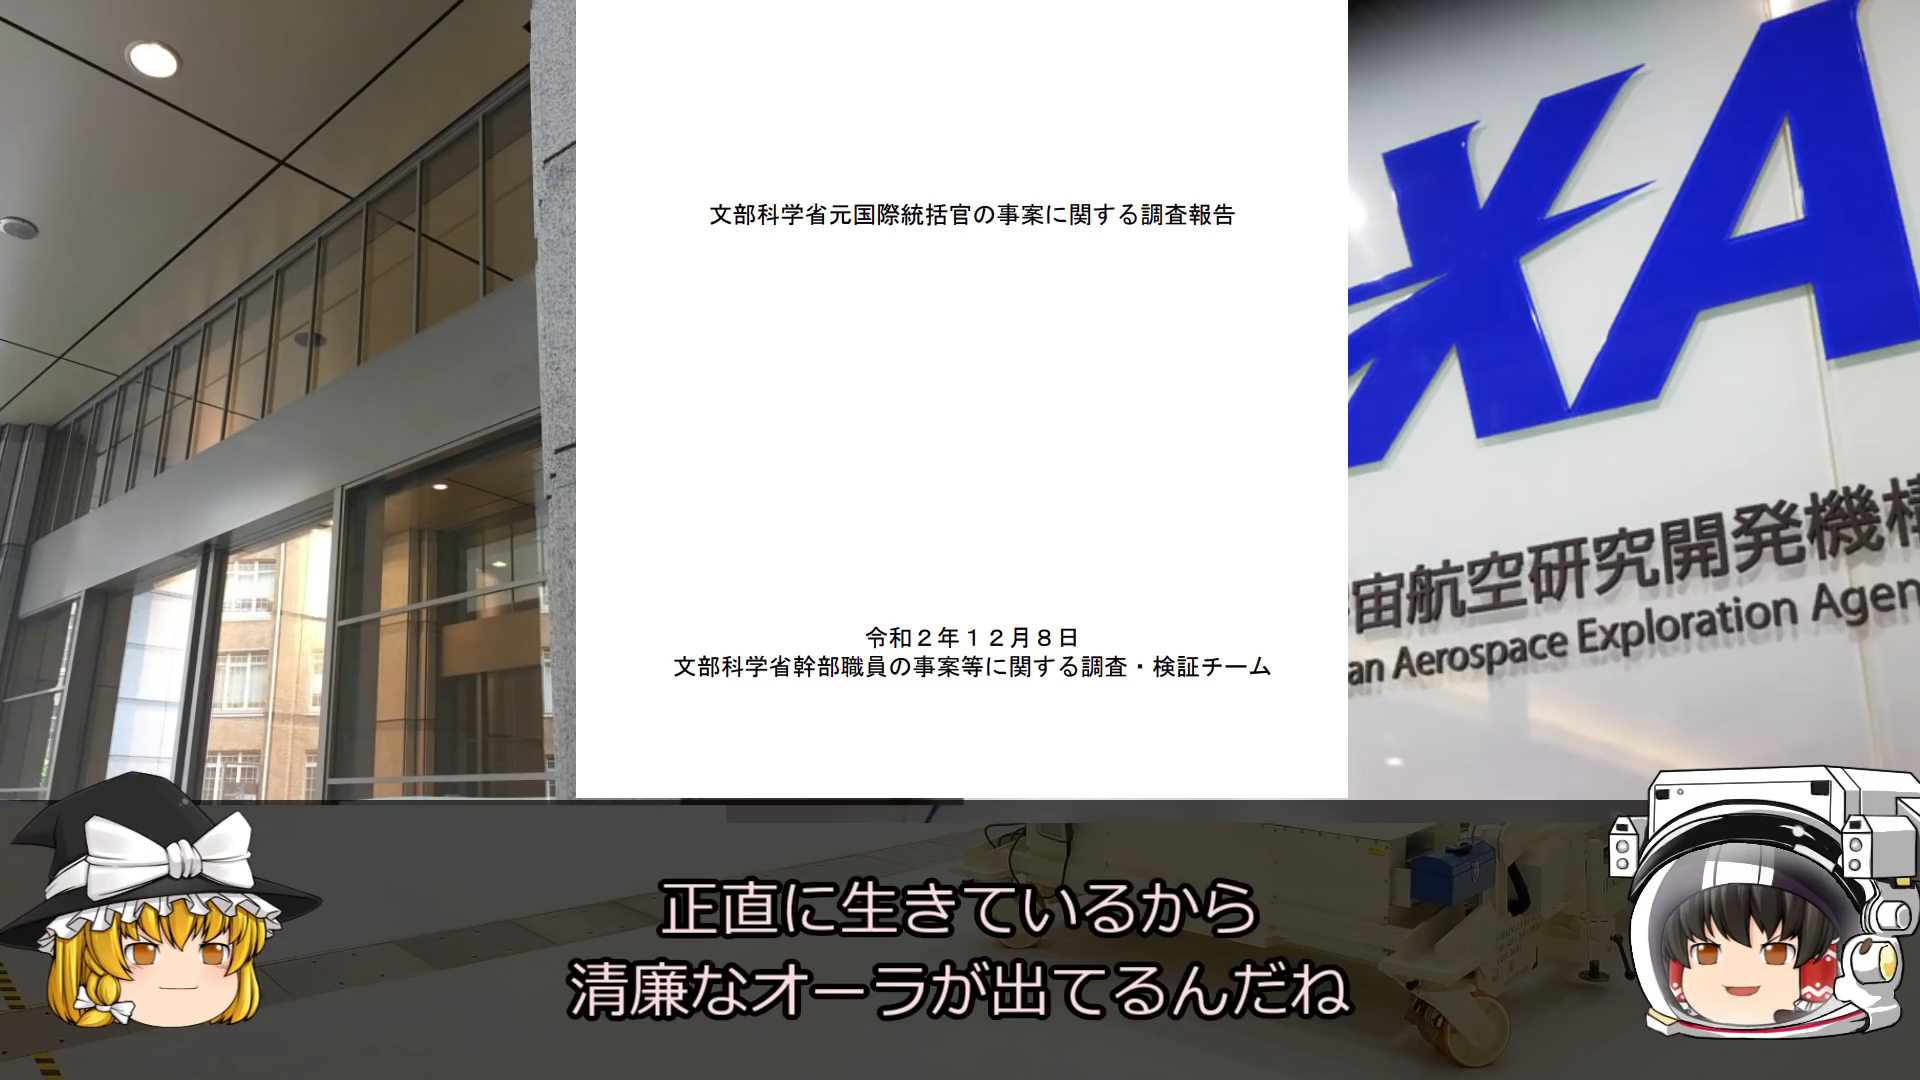 文部科学省元国際統括官の事案に関する調査報告
令和２年１２月８日
文部科学省幹部職員の事案等に関する調査・検証チーム
XA
宙航空研究開発機構
an Aerospace Exploration Agen
正直に生きているから
清廉なオーラが出てるんだね